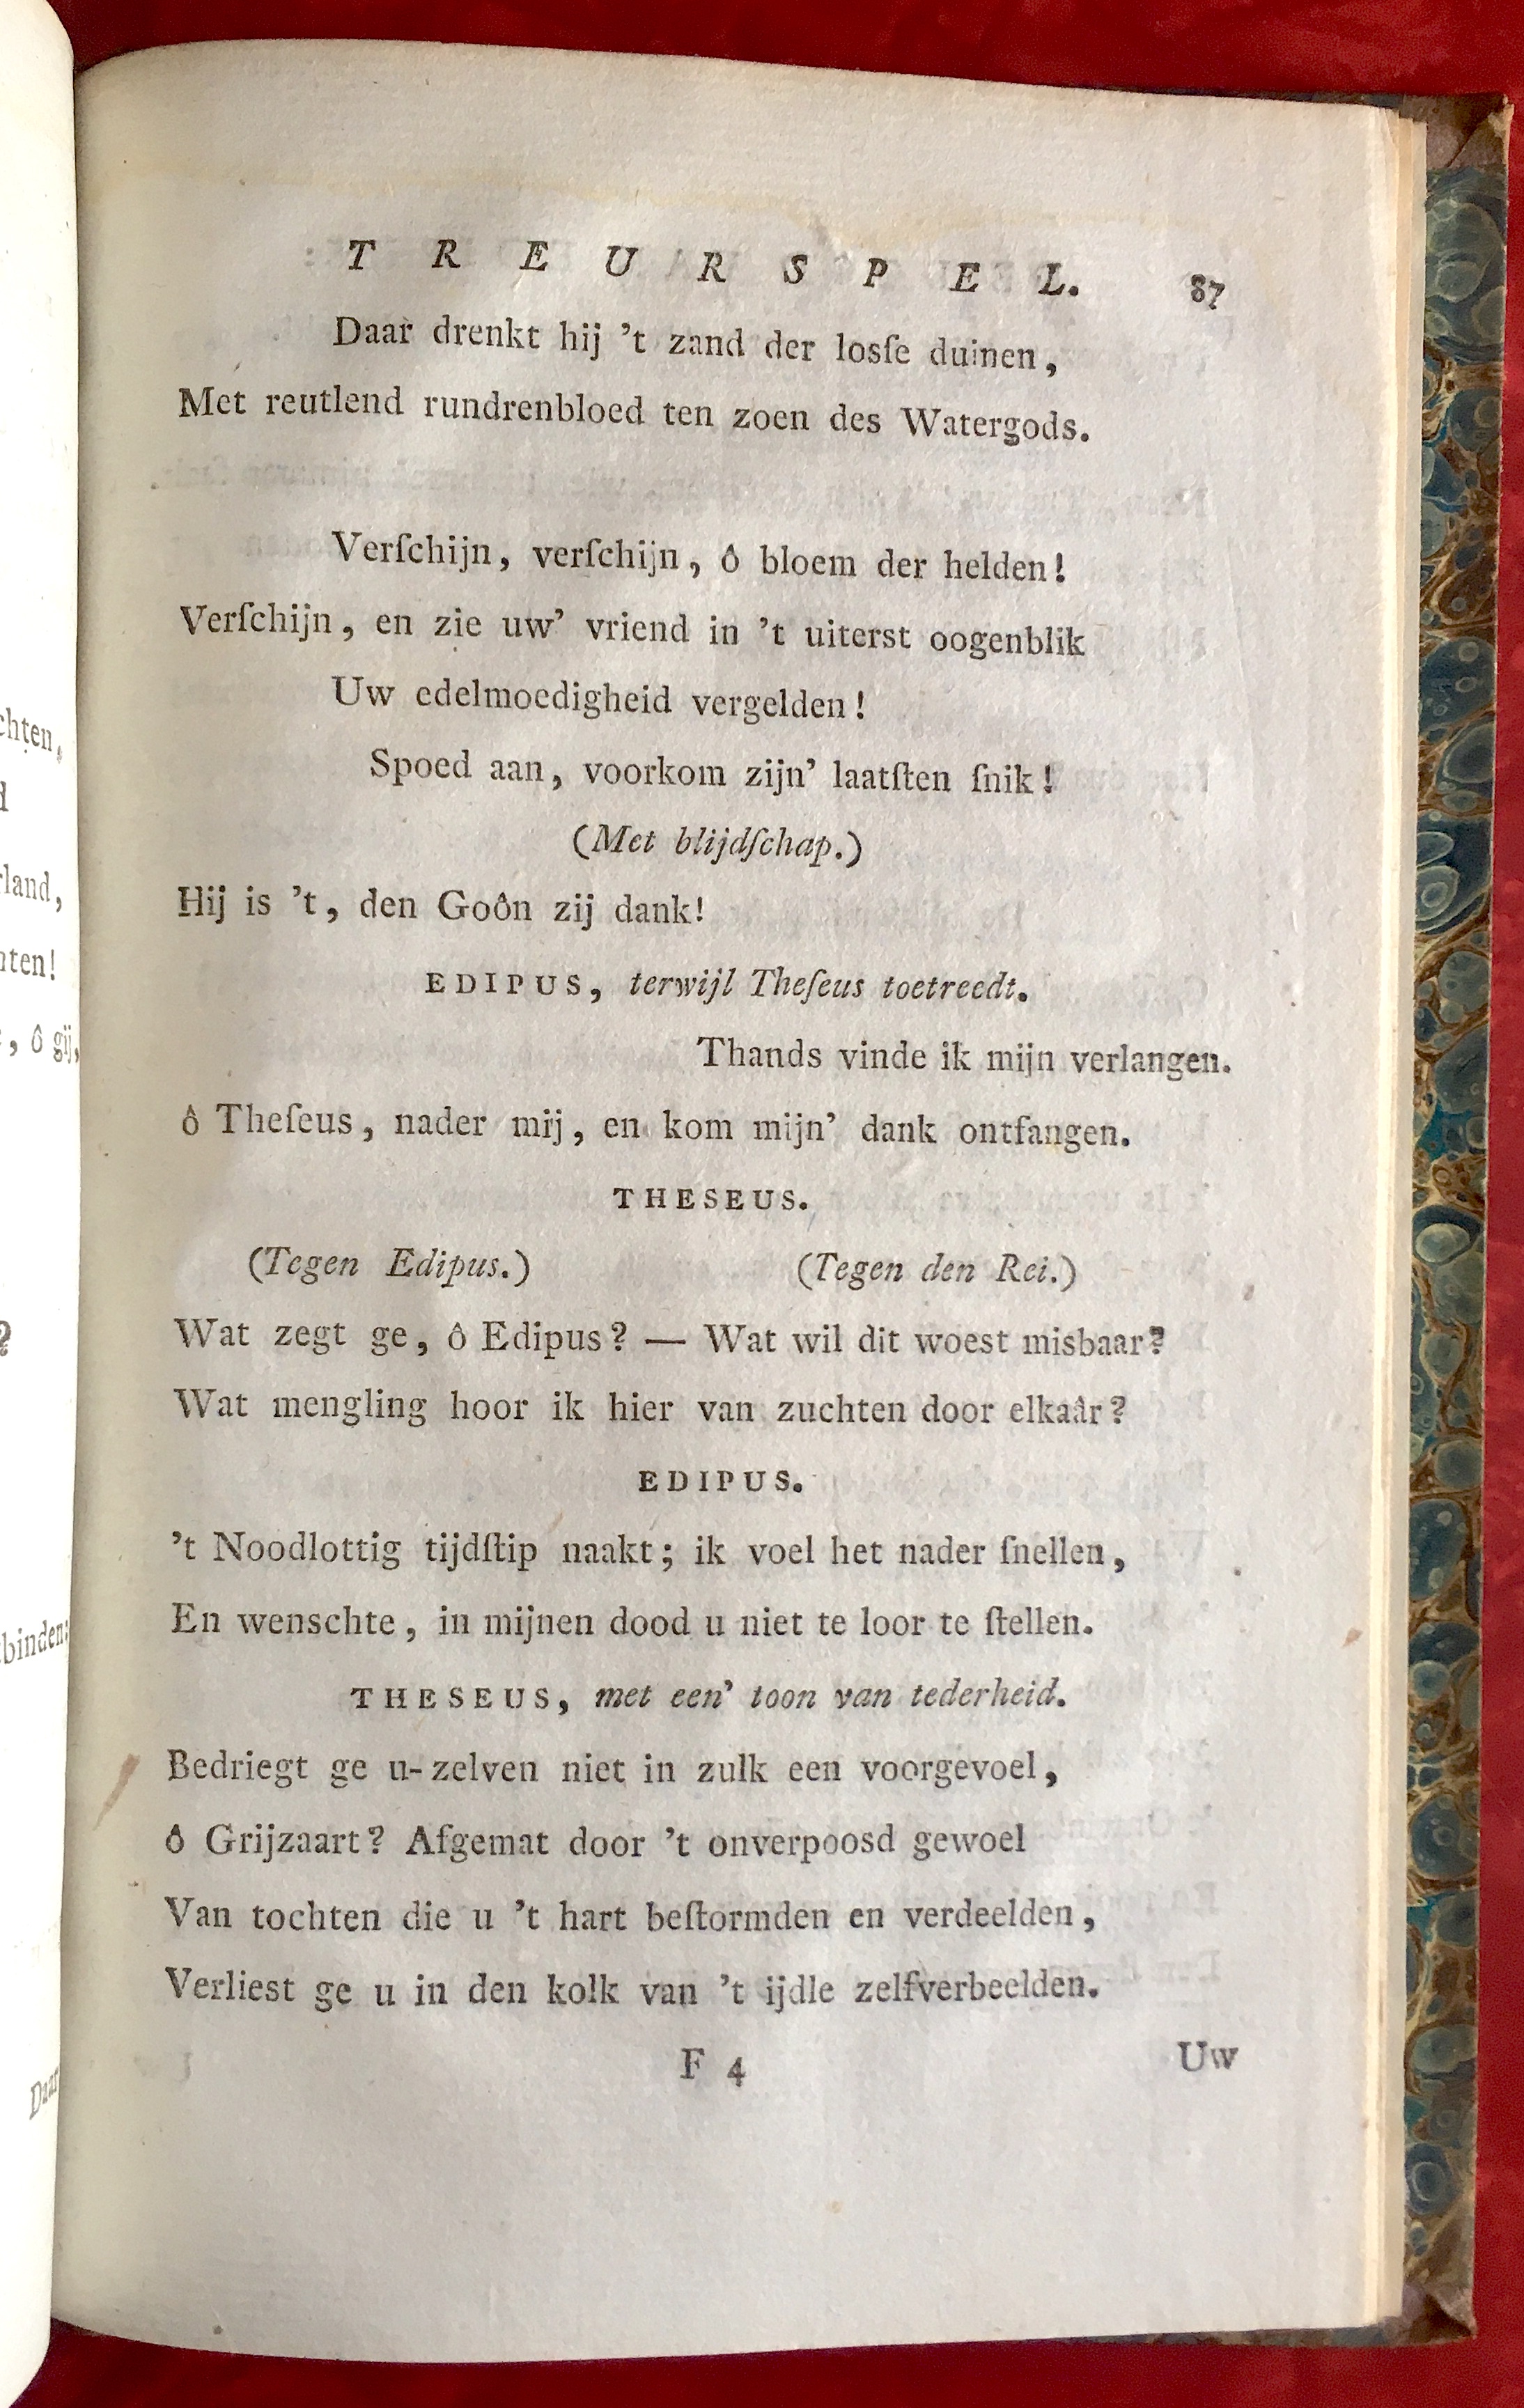 TREURSPEL. 87
Daar drenkt hij 't zand der losſe duinen,
Met reutlend rundrenbloed ten zoen des Watergods.
Verſchijn, verſchijn, ô bloem der helden!
Verſchijn, en zie uw' vriend in 't uiterst oogenblik
Uw edelmoedigheid vergelden!
Spoed aan, voorkom zijn' laatſten ſnik!
(Met blijdſchap.)
Hij is 't, den Goôn zij dank!
EDIPUS, terwijl Theſeus toetreedt.
Thands vinde ik mijn verlangen.
ô Theſeus, nader mij, en kom mijn' dank ontfangen.
THESEUS.
(Tegen Edipus.) (Tegen den Rei.)
Wat zegt ge, ô Edipus? — Wat wil dit woest misbaar?
Wat mengling hoor ik hier van zuchten door elkaâr?
EDIPUS.
't Noodlottig tijdſtip naakt; ik voel het nader ſnellen,
En wenschte, in mijnen dood u niet te loor te ſtellen.
THESEUS, met een' toon van tederheid.
Bedriegt ge u-zelven niet in zulk een voorgevoel,
ô Grijzaart? Afgemat door 't onverpoosd gewoel
Van tochten die u 't hart beſtormden en verdeelden,
Verliest ge u in den kolk van 't ijdle zelfverbeelden.
F 4 Uw